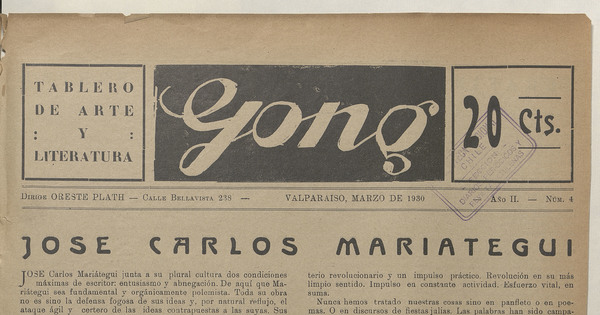 TABLERO
DE ARTE
: Y :
LITERATURA
Gong
20 Cts.
Dirige ORESTE PLATH — Calle Bellavista 238 — VALPARAISO, MARZO DE 1930 Año II. — Núm. 4
JOSE CARLOS MARIATEGUI
JOSE Carlos Mariátegui junta a su plural cultura dos condiciones
máximas de escritor: entusiasmo y abnegación. De aquí que Ma-
riátegui sea fundamental y orgánicamente polemista. Toda su obra
no es sino la defensa fogosa de sus ideas y, por natural reflujo, el
ataque ágil y certero de las ideas contrapuestas a las suyas. Sus
terio revolucionario y un impulso práctico. Revolución en su más
limpio sentido. Impulso en constante actividad. Esfuerzo vital, en
suma.
Nunca hemos tratado nuestras cosas sino en panfleto o en poe-
mas. O en discursos de fiestas julias. Las palabras han sido campa-